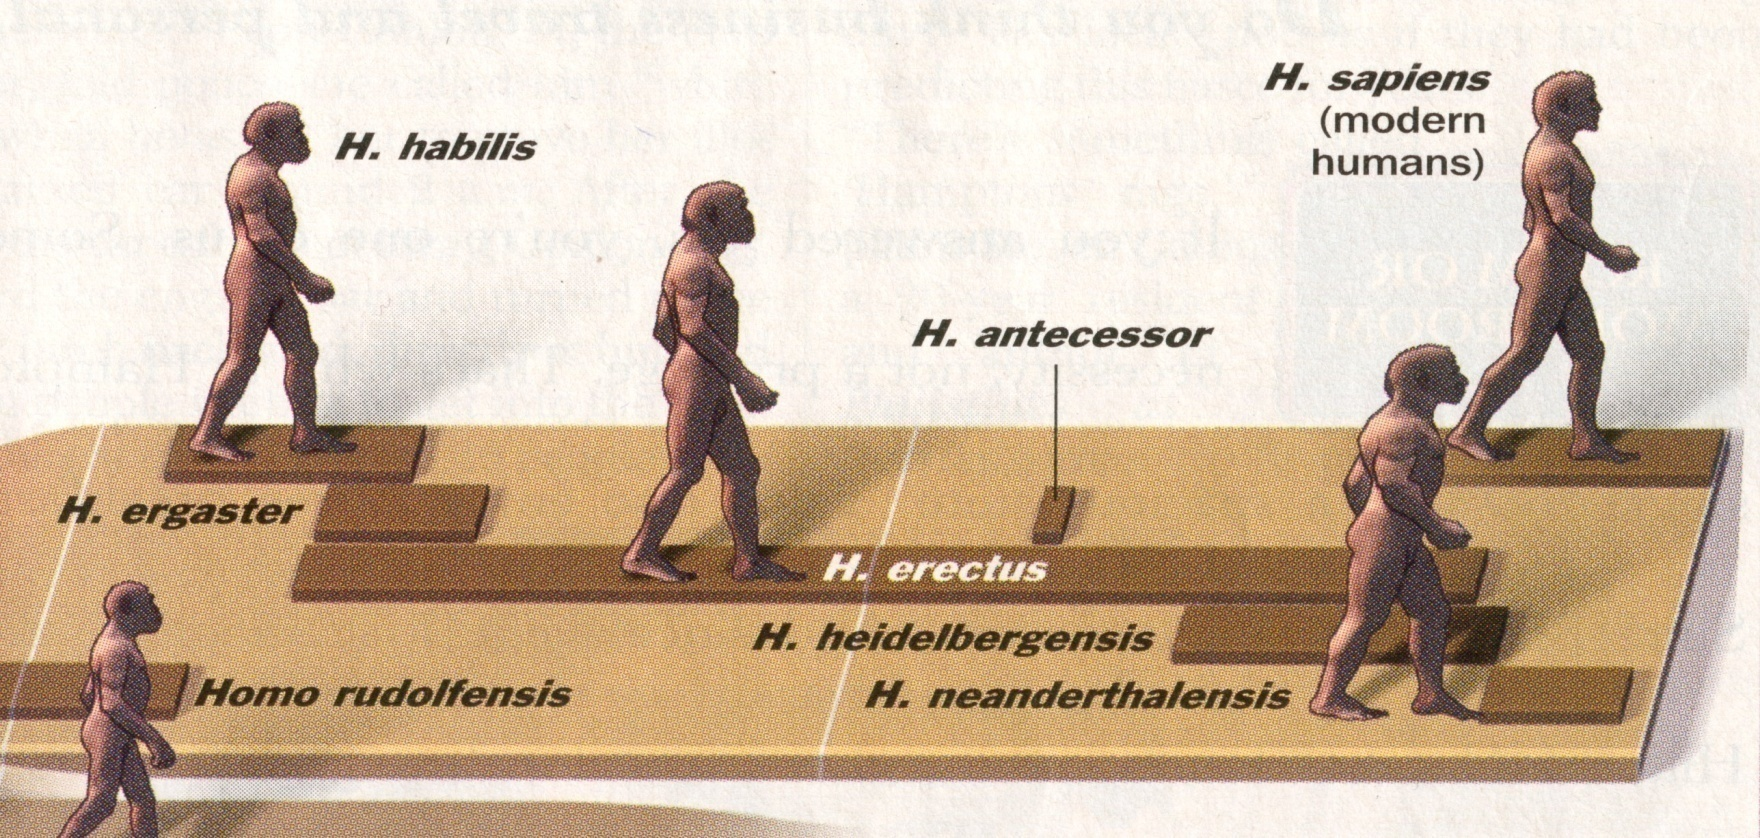 H. sapiens
(modern
humans)
H. habilis
H. antecessor
H. ergaster
H. erectus
H. heidelbergensis
Homo rudolfensis
H. neanderthalensis